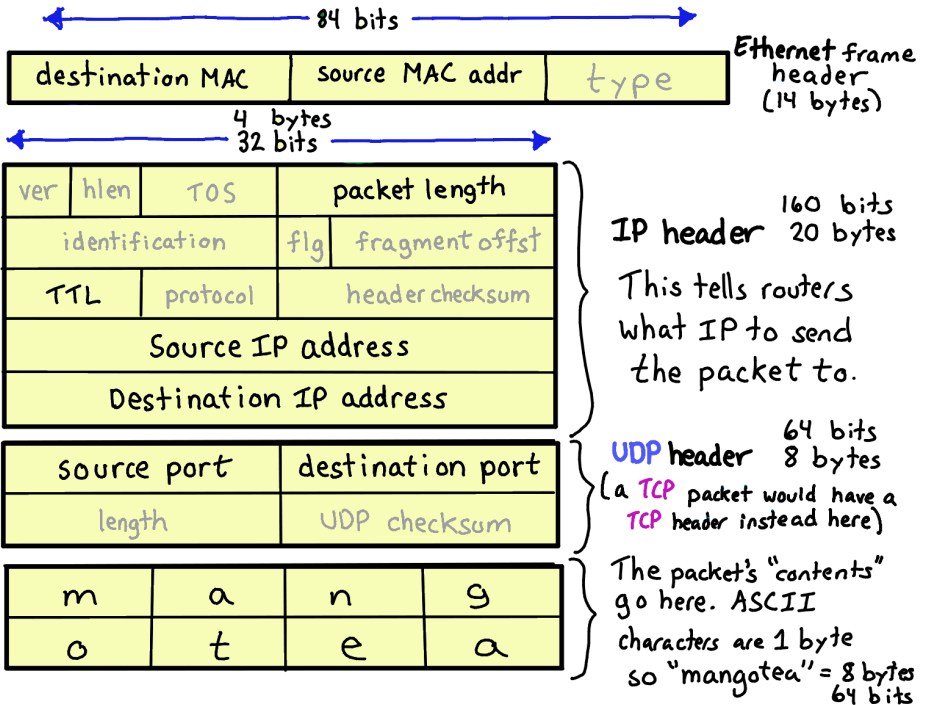 84 bits
destination MAC source MAC addr type
Ethernet frame
header
(14 bytes)
4 bytes
32 bits
ver hlen TOS packet length
identification flg fragment offst
TTL protocol header checksum
Source IP address
Destination IP address
160 bits
IP header 20 bytes
This tells routers
what IP to send
the packet to.
source port destination port
length UDP checksum
64 bits
UDP header 8 bytes
(a TCP packet would have a
TCP header instead here)
m a n g
o t e a
The packet's "contents"
go here. ASCII
characters are 1 byte
so "mangotea" = 8 bytes
64 bits